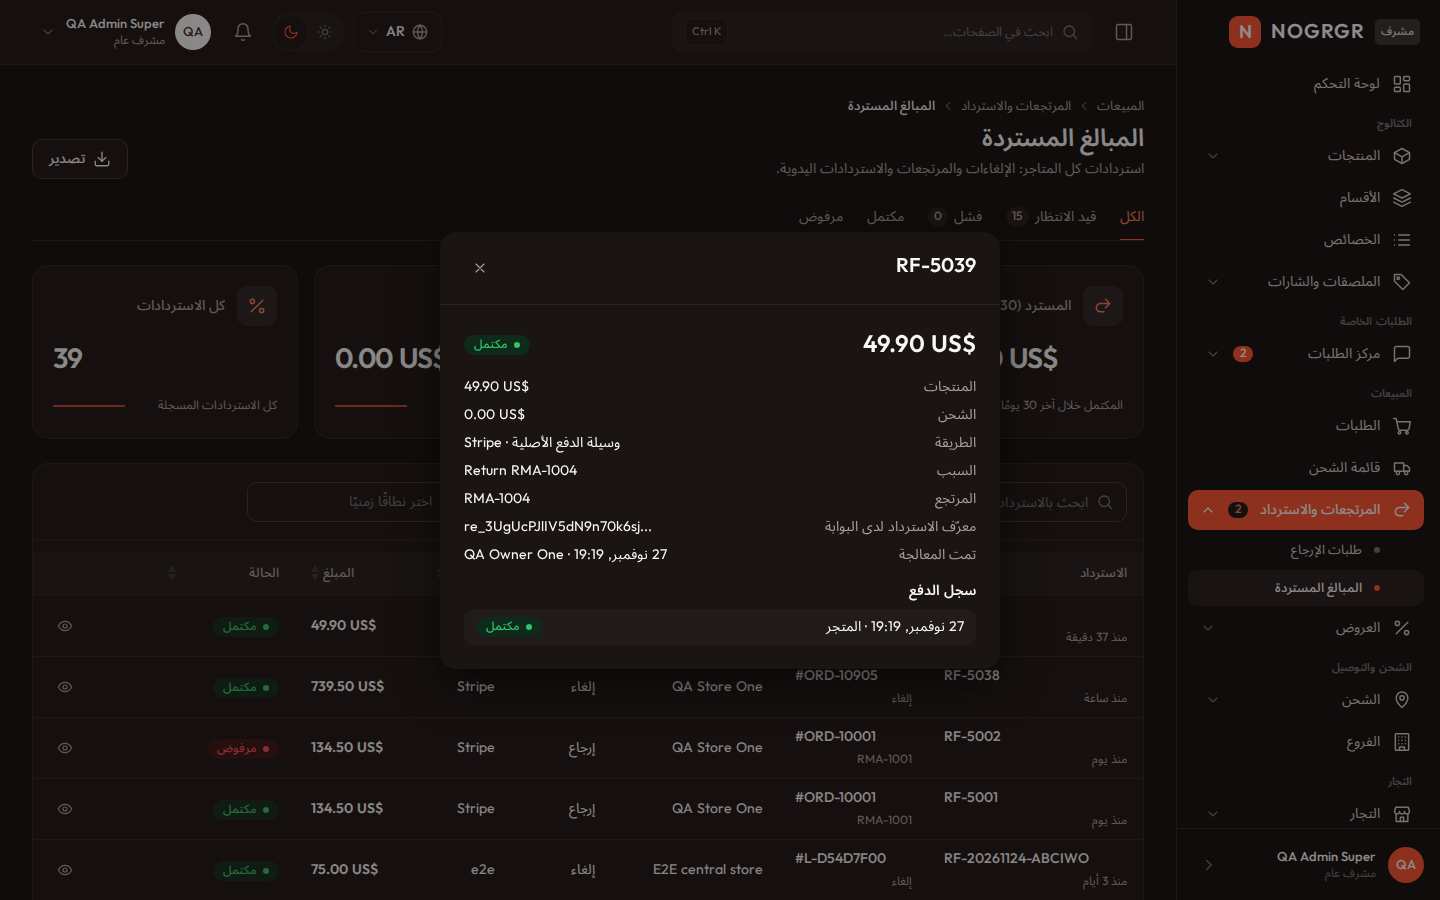 مشرف
NOGRGR
N
ابحث في الصفحات...
Ctrl K
AR
QA
QA Admin Super
مشرف عام
لوحة التحكم
الكتالوج
المنتجات
الأقسام
الخصائص
الملصقات والشارات
الطلبات الخاصة
مركز الطلبات
2
المبيعات
الطلبات
قائمة الشحن
المرتجعات والاسترداد
2
طلبات الإرجاع
المبالغ المستردة
العروض
الشحن والتوصيل
الشحن
الفروع
التجار
التجار
QA
QA Admin Super
مشرف عام
المبيعات
المرتجعات والاسترداد
المبالغ المستردة
المبالغ المستردة
استردادات كل المتاجر: الإلغاءات والمرتجعات والاستردادات اليدوية.
تصدير
الكل
قيد الانتظار 15
فشل 0
مكتمل
مرفوض
المسترد (30
US$
المكتمل خلال آخر 30 يومًا
0.00 US$
كل الاستردادات
39
كل الاستردادات المسجلة
RF-5039
49.90 US$
مكتمل
المنتجات
49.90 US$
الشحن
0.00 US$
الطريقة
Stripe · وسيلة الدفع الأصلية
السبب
Return RMA-1004
المرتجع
RMA-1004
معرّف الاسترداد لدى البوابة
re_3UgUcPJlIV5dN9n70k6sj...
تمت المعالجة
QA Owner One · 27 نوفمبر, 19:19
سجل الدفع
27 نوفمبر, 19:19 · المتجر
مكتمل
ابحث بالاسترداد
اختر نطاقًا زمنيًا
الاسترداد
المبلغ
الحالة
منذ 37 دقيقة
49.90 US$
مكتمل
RF-5038
منذ ساعة
#ORD-10905
إلغاء
QA Store One
إلغاء
Stripe
739.50 US$
مكتمل
RF-5002
منذ يوم
#ORD-10001
RMA-1001
QA Store One
إرجاع
Stripe
134.50 US$
مرفوض
RF-5001
منذ يوم
#ORD-10001
RMA-1001
QA Store One
إرجاع
Stripe
134.50 US$
مكتمل
RF-20261124-ABCIWO
منذ 3 أيام
#L-D54D7F00
إلغاء
E2E central store
إلغاء
e2e
75.00 US$
مكتمل